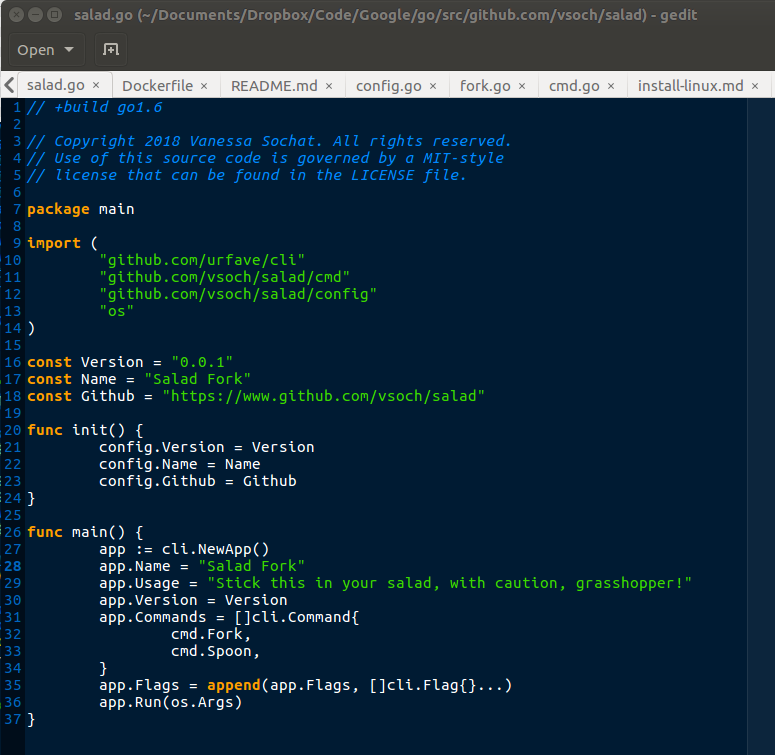 salad.go (~/Documents/Dropbox/Code/Google/go/src/github.com/vsoch/salad) - gedit
Open
salad.go × Dockerfile × README.md × config.go × fork.go × cmd.go × install-linux.md ×
1 // +build go1.6
2
3 // Copyright 2018 Vanessa Sochat. All rights reserved.
4 // Use of this source code is governed by a MIT-style
5 // license that can be found in the LICENSE file.
6
7 package main
8
9 import (
10         "github.com/urfave/cli"
11         "github.com/vsoch/salad/cmd"
12         "github.com/vsoch/salad/config"
13         "os"
14 )
15
16 const Version = "0.0.1"
17 const Name = "Salad Fork"
18 const Github = "https://www.github.com/vsoch/salad"
19
20 func init() {
21         config.Version = Version
22         config.Name = Name
23         config.Github = Github
24 }
25
26 func main() {
27         app := cli.NewApp()
28         app.Name = "Salad Fork"
29         app.Usage = "Stick this in your salad, with caution, grasshopper!"
30         app.Version = Version
31         app.Commands = []cli.Command{
32                 cmd.Fork,
33                 cmd.Spoon,
34         }
35         app.Flags = append(app.Flags, []cli.Flag{}...)
36         app.Run(os.Args)
37 }